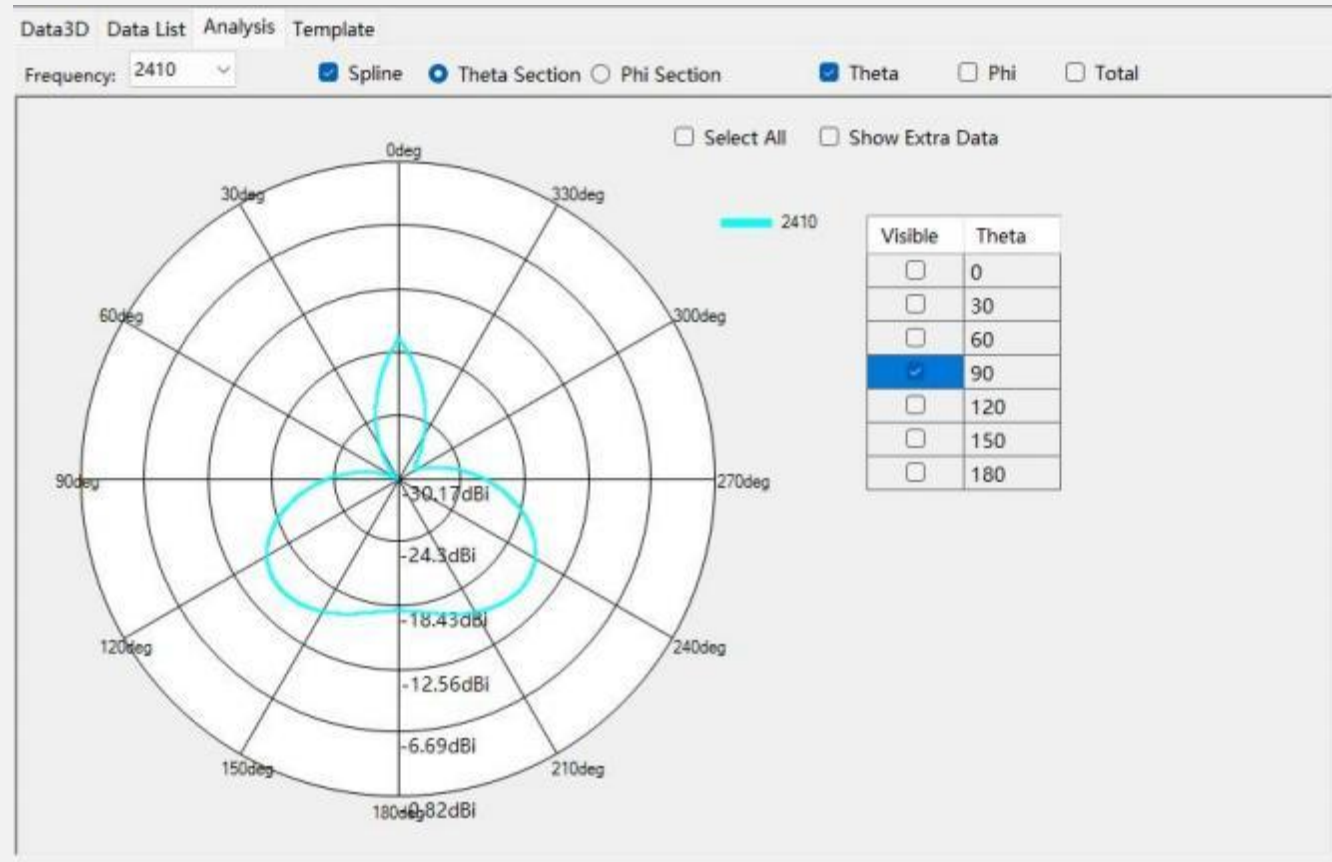 Data3D Data List Analysis Template
Frequency: 2410 Spline Theta Section Phi Section Theta Phi Total
Select All Show Extra Data
0deg
30deg 330deg
2410
Visible Theta
0
30
60
90
120
150
180
60deg 300deg
90deg 270deg
-30.17dBi
-24.3dBi
-18.43dBi
120deg 240deg
-12.56dBi
-6.69dBi
150deg 210deg
180deg -0.82dBi